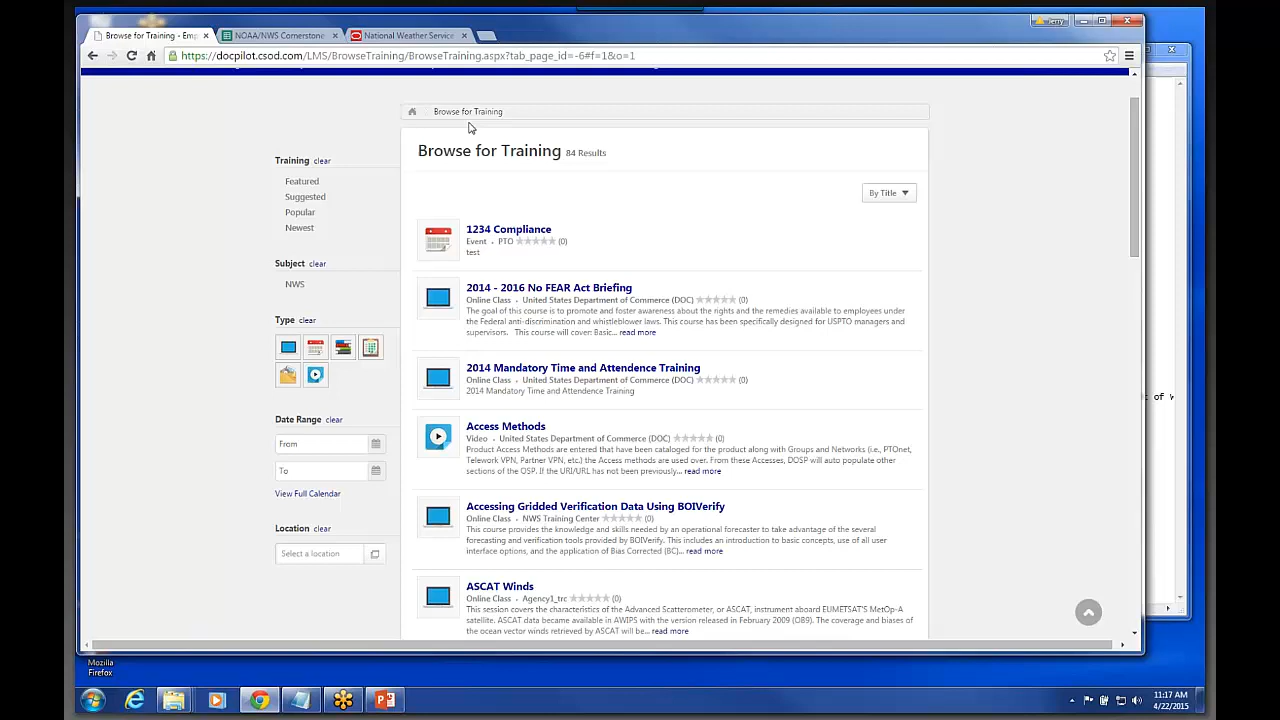 Jerry
Browse for Training - Emp
NOAA/NWS Cornerstone
National Weather Service
https://docpilot.csod.com/LMS/BrowseTraining/BrowseTraining.aspx?tab_page_id=-6#f=1&o=1
Browse for Training
Browse for Training 84 Results
By Title
Training clear
Featured
Suggested
Popular
Newest
Subject clear
NWS
Type clear
Date Range clear
From
To
View Full Calendar
Location clear
Select a location
1234 Compliance
Event • PTO (0)
test
2014 - 2016 No FEAR Act Briefing
Online Class • United States Department of Commerce (DOC) (0)
The goal of this course is to promote and foster awareness about the rights and the remedies available to employees under
the Federal anti-discrimination and whistleblower laws. This course has been specifically designed for USPTO managers and
supervisors. This course will cover: Basic... read more
2014 Mandatory Time and Attendence Training
Online Class • United States Department of Commerce (DOC) (0)
2014 Mandatory Time and Attendence Training
Access Methods
Video • United States Department of Commerce (DOC) (0)
Product Access Methods are entered that have been cataloged for the product along with Groups and Networks (i.e., PTOnet,
Telework VPN, Partner VPN, etc.) the Access methods are used over. From these Accesses, DOSP will auto populate other
sections of the OSP. If the URI/URL has not been previously... read more
Accessing Gridded Verification Data Using BOIVerify
Online Class • NWS Training Center (0)
This course provides the knowledge and skills needed by an operational forecaster to take advantage of the several
forecasting and verification tools provided by BOIVerify. This includes an introduction to basic concepts, use of all user
interface options, and the application of Bias Corrected (BC)... read more
ASCAT Winds
Online Class • Agency1_trc (0)
This session covers the characteristics of the Advanced Scatterometer, or ASCAT, instrument aboard EUMETSAT'S MetOp-A
satellite. ASCAT data became available in AWIPS with the version released in February 2009 (OB9). The coverage and biases of
the ocean vector winds retrieved by ASCAT will be... read more
Mozilla
Firefox
11:17 AM
4/22/2015